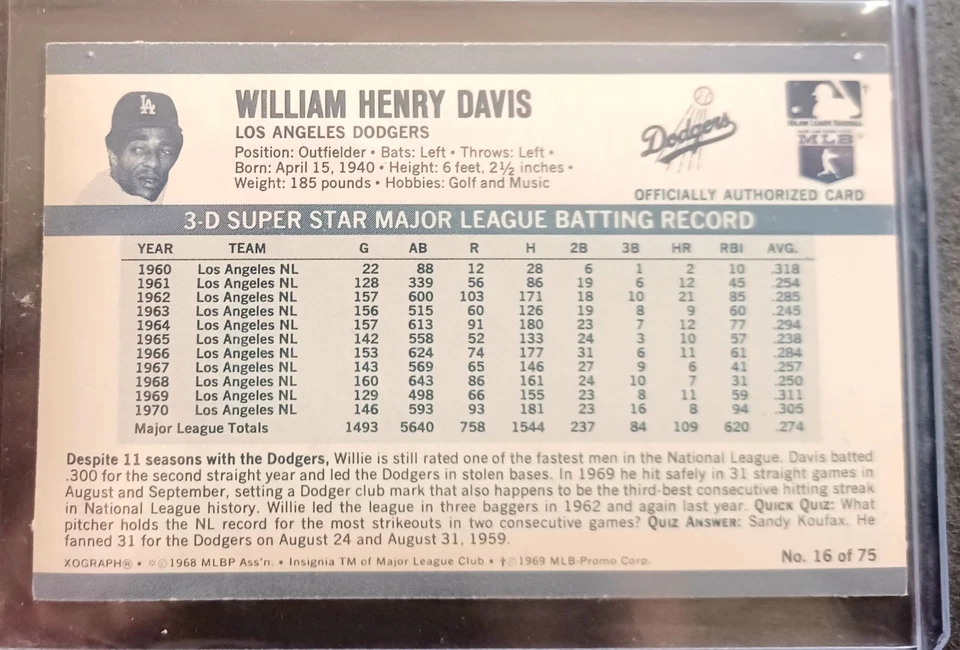 LA
WILLIAM HENRY DAVIS
LOS ANGELES DODGERS
Position: Outfielder • Bats: Left • Throws: Left •
Born: April 15, 1940 • Height: 6 feet, 2½ inches •
Weight: 185 pounds • Hobbies: Golf and Music
Dodgers
MAJOR LEAGUE BASEBALL
MLB
OFFICIALLY AUTHORIZED CARD
3-D SUPER STAR MAJOR LEAGUE BATTING RECORD
YEAR TEAM G AB R H 2B 3B HR RBI AVG.
1960 Los Angeles NL 22 88 12 28 6 1 2 10 .318
1961 Los Angeles NL 128 339 56 86 19 6 12 45 .254
1962 Los Angeles NL 157 600 103 171 18 10 21 85 .285
1963 Los Angeles NL 156 515 60 126 19 8 9 60 .245
1964 Los Angeles NL 157 613 91 180 23 7 12 77 .294
1965 Los Angeles NL 142 558 52 133 24 3 10 57 .238
1966 Los Angeles NL 153 624 74 177 31 6 11 61 .284
1967 Los Angeles NL 143 569 65 146 27 9 6 41 .257
1968 Los Angeles NL 160 643 86 161 24 10 7 31 .250
1969 Los Angeles NL 129 498 66 155 23 8 11 59 .311
1970 Los Angeles NL 146 593 93 181 23 16 8 94 .305
Major League Totals 1493 5640 758 1544 237 84 109 620 .274
Despite 11 seasons with the Dodgers, Willie is still rated one of the fastest men in the National League. Davis batted
.300 for the second straight year and led the Dodgers in stolen bases. In 1969 he hit safely in 31 straight games in
August and September, setting a Dodger club mark that also happens to be the third-best consecutive hitting streak
in National League history. Willie led the league in three baggers in 1962 and again last year. QUICK QUIZ: What
pitcher holds the NL record for the most strikeouts in two consecutive games? QUIZ ANSWER: Sandy Koufax. He
fanned 31 for the Dodgers on August 24 and August 31, 1959.
XOGRAPH® • ©1968 MLBP Ass'n. • Insignia TM of Major League Club • †©1969 MLB-Promo Corp.
No. 16 of 75